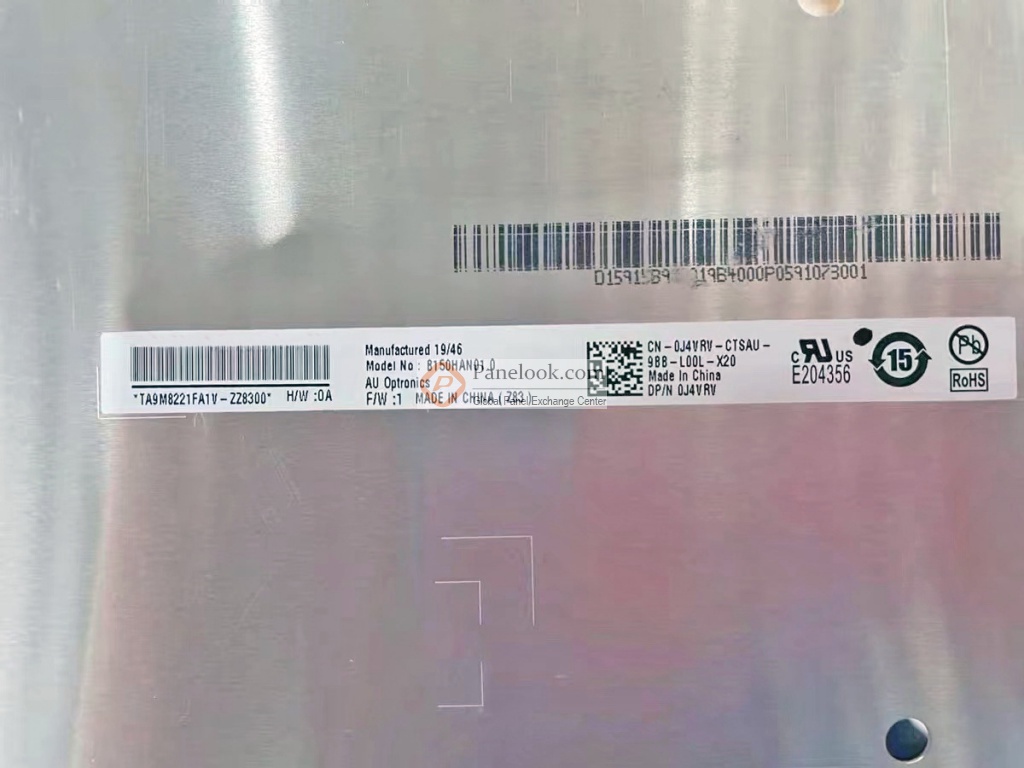 Manufactured 19/46
Model No : B150HAN01.0
AU Optronics
F/W :1 MADE IN CHINA ( Z83 )
*TA9M8221FA1V-ZZ8300* H/W :0A
CN-0J4VRV-CTSAU-
9BB-L00L-X20
Made In China
DP/N 0J4VRV
c RU US
E204356
15
Pb
RoHS
Panelook.com
Global Panel Exchange Center